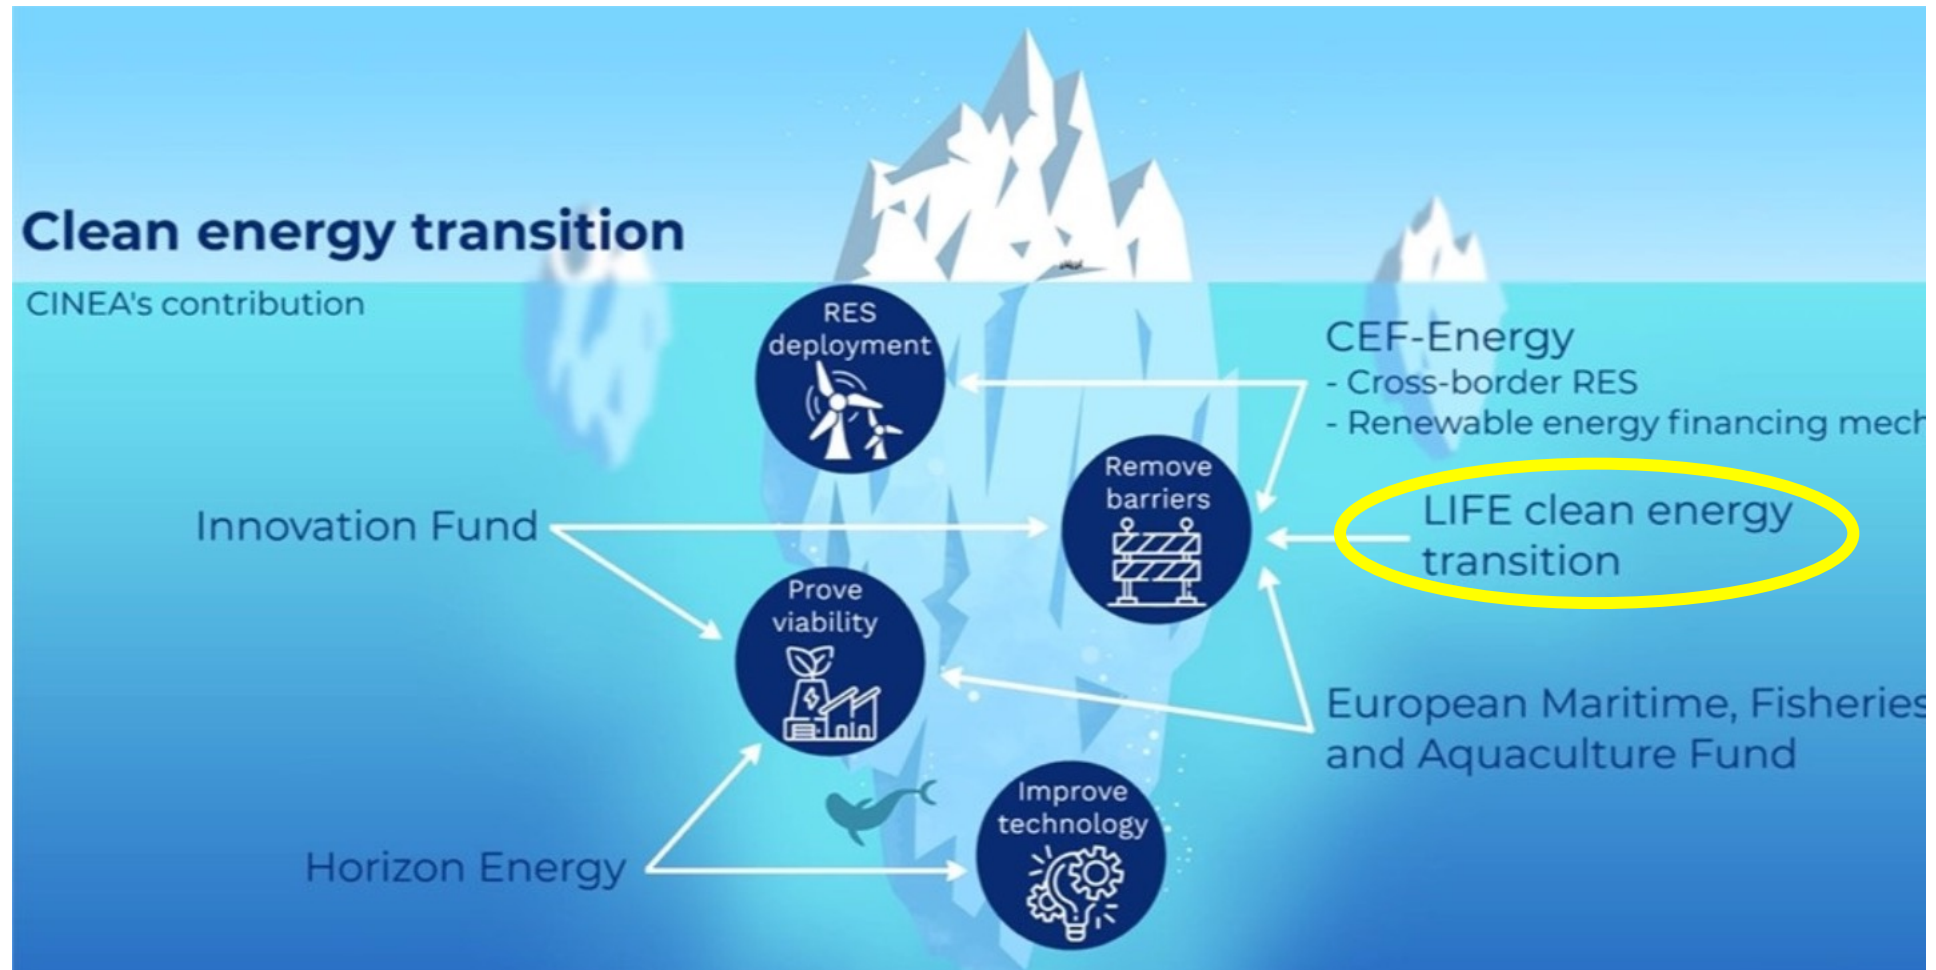 Clean energy transition
CINEA's contribution
RES
deployment
CEF-Energy
- Cross-border RES
- Renewable energy financing mech
Remove
barriers
LIFE clean energy
transition
Innovation Fund
Prove
viability
European Maritime, Fisheries
and Aquaculture Fund
Improve
technology
Horizon Energy